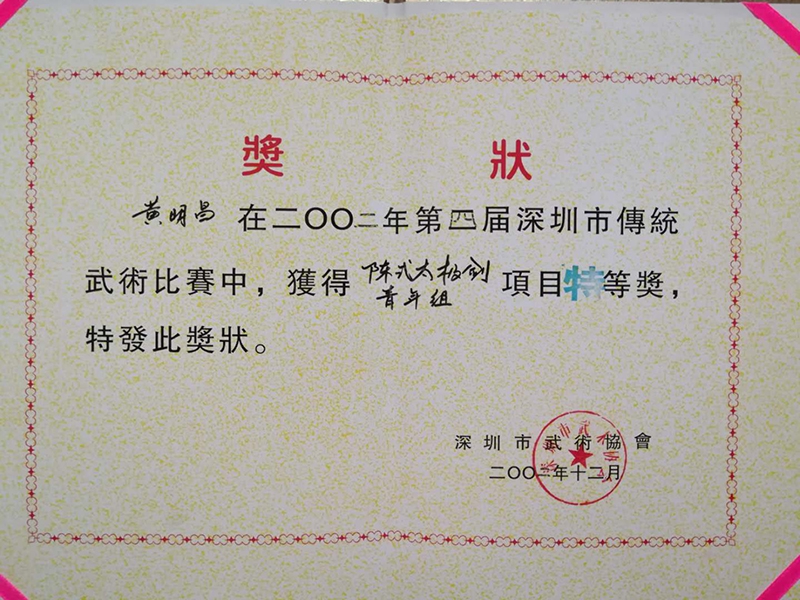 獎狀
黄明昌 在二OO二年第四届深圳市傳統
武術比賽中，獲得 陈式太极剑 青年组 項目特等獎，
特發此獎狀。
深圳市武術協會
二OO二年十二月